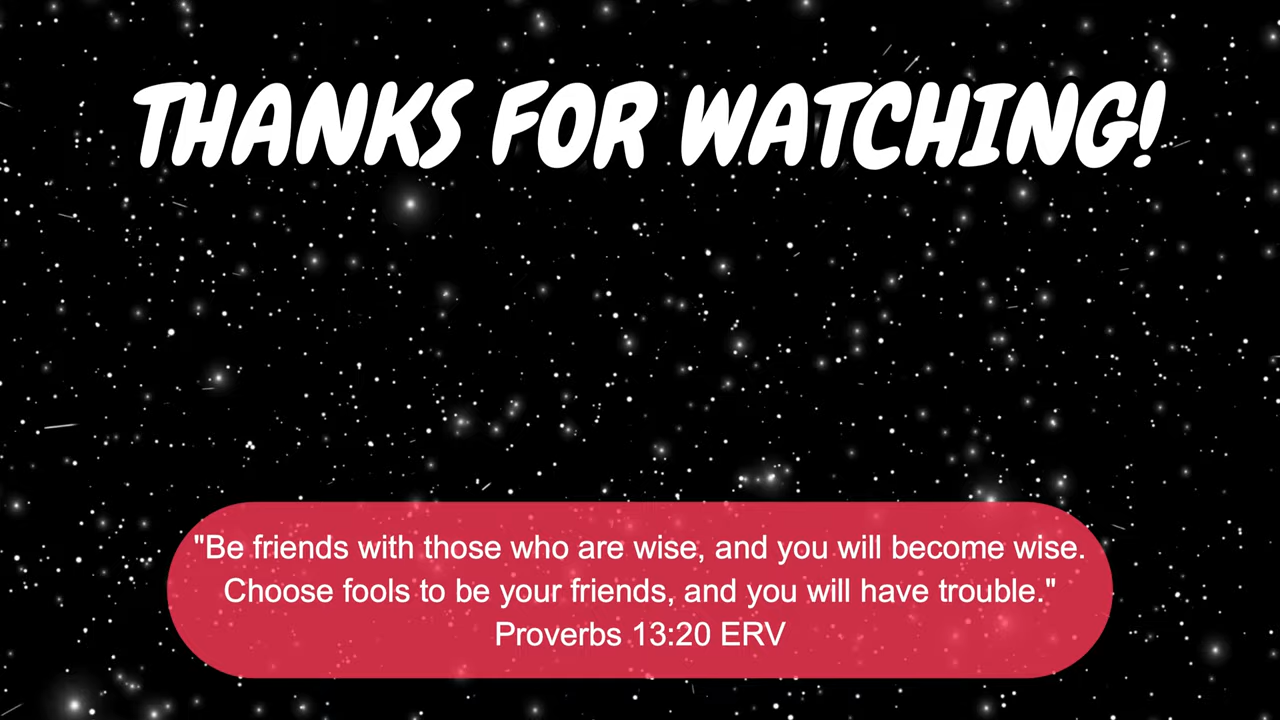 THANKS FOR WATCHING!
"Be friends with those who are wise, and you will become wise.
Choose fools to be your friends, and you will have trouble."
Proverbs 13:20 ERV